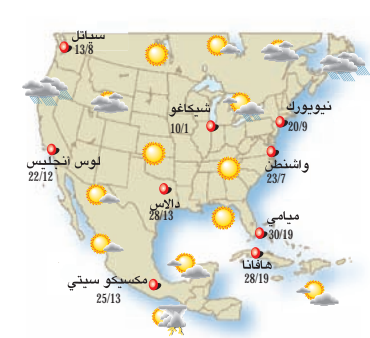 سياتل
13/8
شيكاغو
10/1
نيويورك
20/9
لوس انجليس
22/12
واشنطن
23/7
دالاس
28/13
ميامي
30/19
هافانا
28/19
مكسيكو سيتي
25/13